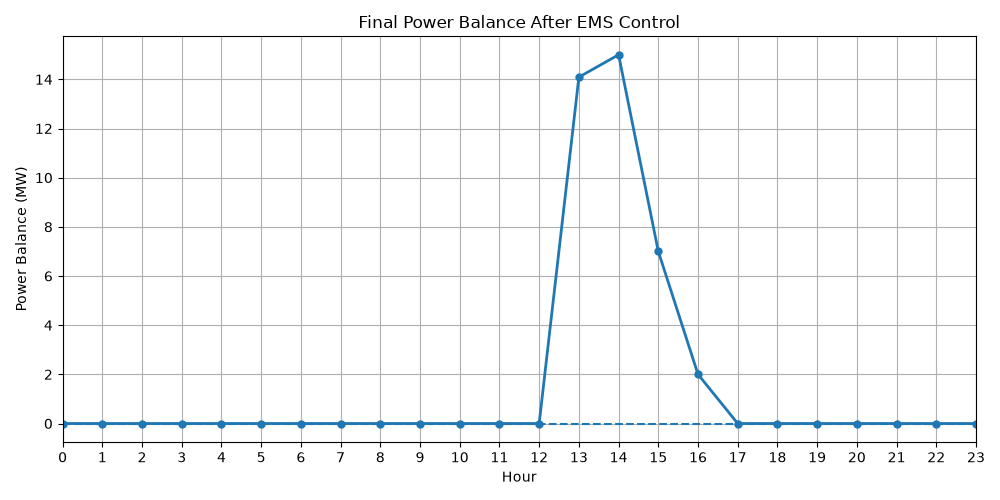 Final Power Balance After EMS Control
Power Balance (MW)
14
12
10
8
6
4
2
0
0 1 2 3 4 5 6 7 8 9 10 11 12 13 14 15 16 17 18 19 20 21 22 23
Hour